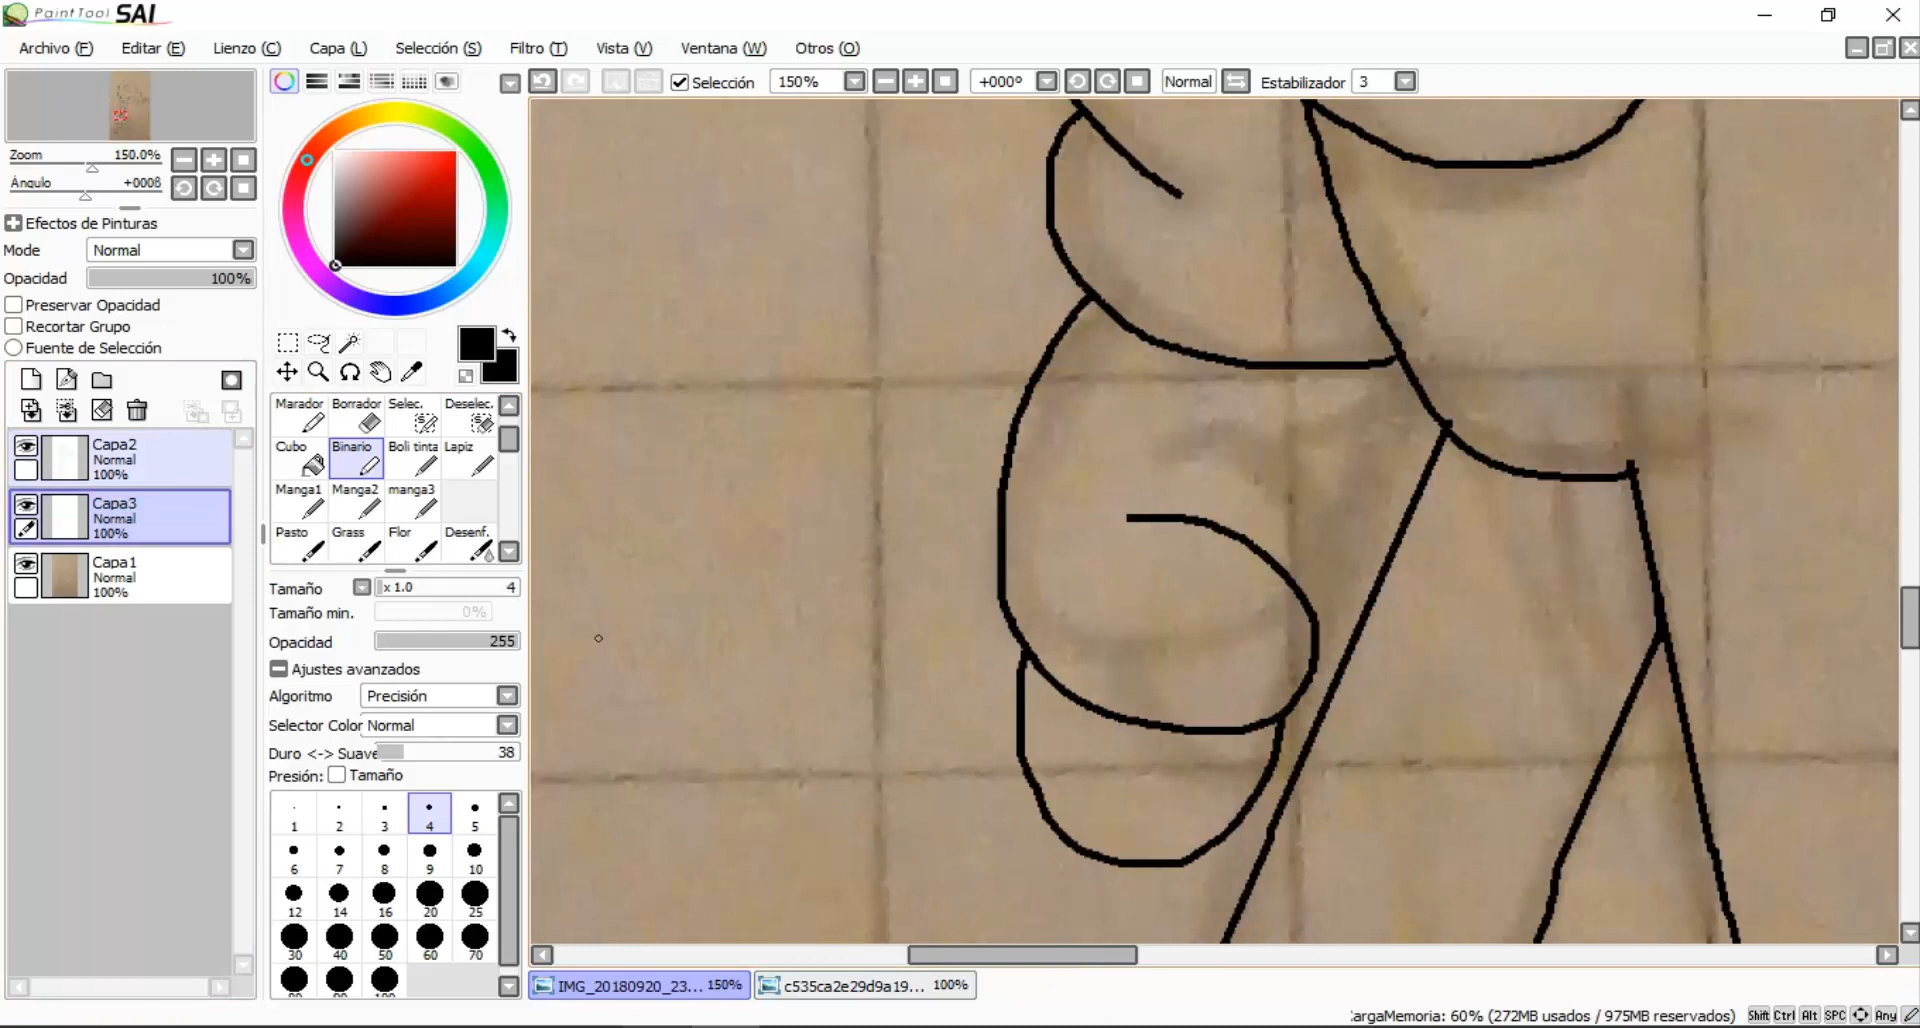 PaintTool SAI
Archivo (F) Editar (E) Lienzo (C) Capa (L) Selección (S) Filtro (T) Vista (V) Ventana (W) Otros (O)
Selección 150% +000º Normal Estabilizador 3
Zoom 150.0%
Ángulo +000ß
Efectos de Pinturas
Mode Normal
Opacidad 100%
Preservar Opacidad
Recortar Grupo
Fuente de Selección
Capa2
Normal
100%
Capa3
Normal
100%
Capa1
Normal
100%
Marador Borrador Selec. Deselec.
Cubo Binario Boli tinta Lapiz
Manga1 Manga2 manga3
Pasto Grass Flor Desenf.
Tamaño x 1.0 4
Tamaño min. 0%
Opacidad 255
Ajustes avanzados
Algoritmo Precisión
Selector Color Normal
Duro <-> Suave 38
Presión: Tamaño
1 2 3 4 5
6 7 8 9 10
12 14 16 20 25
30 40 50 60 70
80 90 100
IMG_20180920_23... 150% c535ca2e29d9a19... 100%
argaMemoria: 60% (272MB usados / 975MB reservados) Shift Ctrl Alt SPC Any